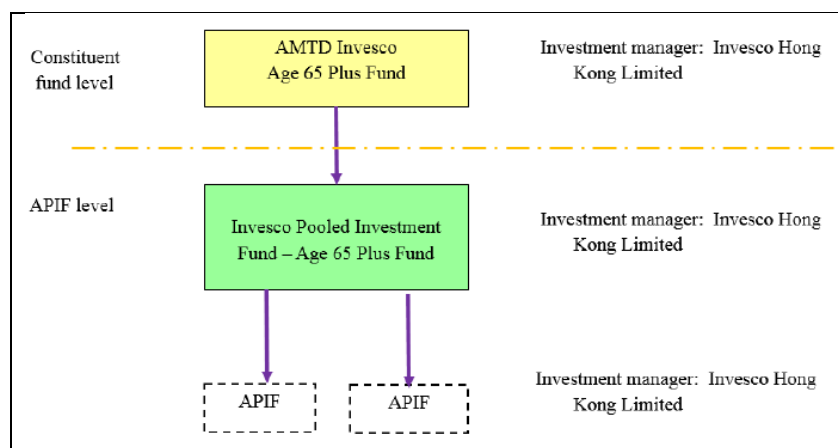 Constituent
fund level
AMTD Invesco
Age 65 Plus Fund
Investment manager: Invesco Hong
Kong Limited
APIF level
Invesco Pooled Investment
Fund – Age 65 Plus Fund
Investment manager: Invesco Hong
Kong Limited
APIF
APIF
Investment manager: Invesco Hong
Kong Limited